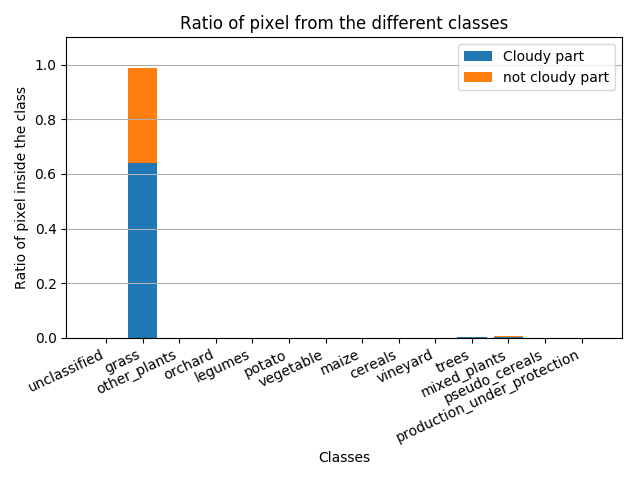 Ratio of pixel from the different classes
Cloudy part
not cloudy part
Ratio of pixel inside the class
1.0
0.8
0.6
0.4
0.2
0.0
unclassified
grass
other_plants
orchard
legumes
potato
vegetable
maize
cereals
vineyard
trees
mixed_plants
pseudo_cereals
production_under_protection
Classes